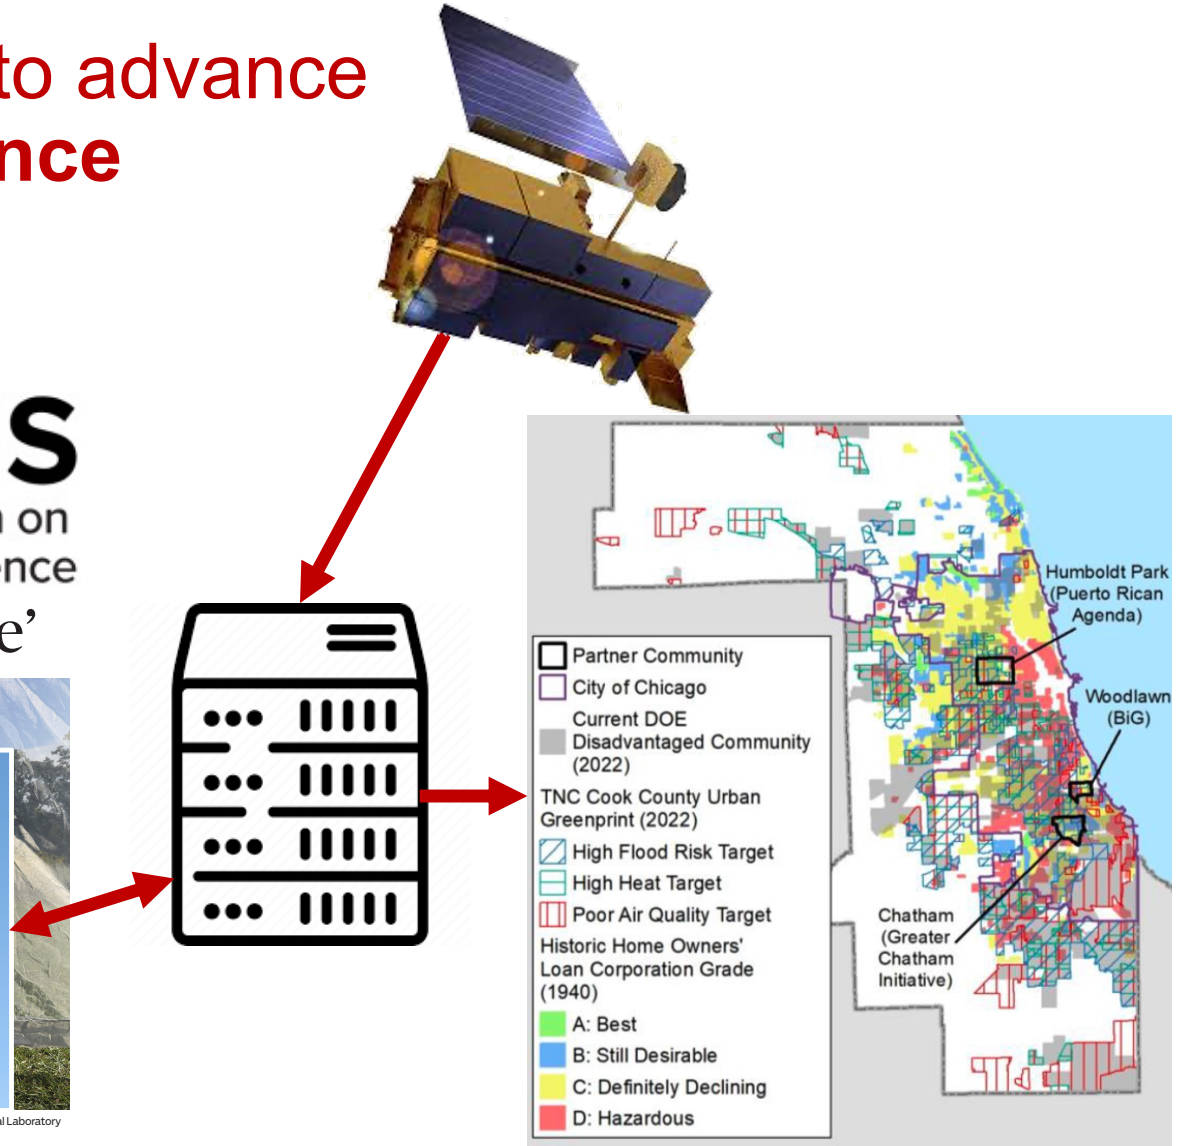 to advance
nce
s
n on
ence
e’
al Laboratory
Humboldt Park
(Puerto Rican
Agenda)
Woodlawn
(BiG)
Partner Community
City of Chicago
Current DOE
Disadvantaged Community
(2022)
TNC Cook County Urban
Greenprint (2022)
High Flood Risk Target
High Heat Target
Poor Air Quality Target
Historic Home Owners'
Loan Corporation Grade
(1940)
A: Best
B: Still Desirable
C: Definitely Declining
D: Hazardous
Chatham
(Greater
Chatham
Initiative)